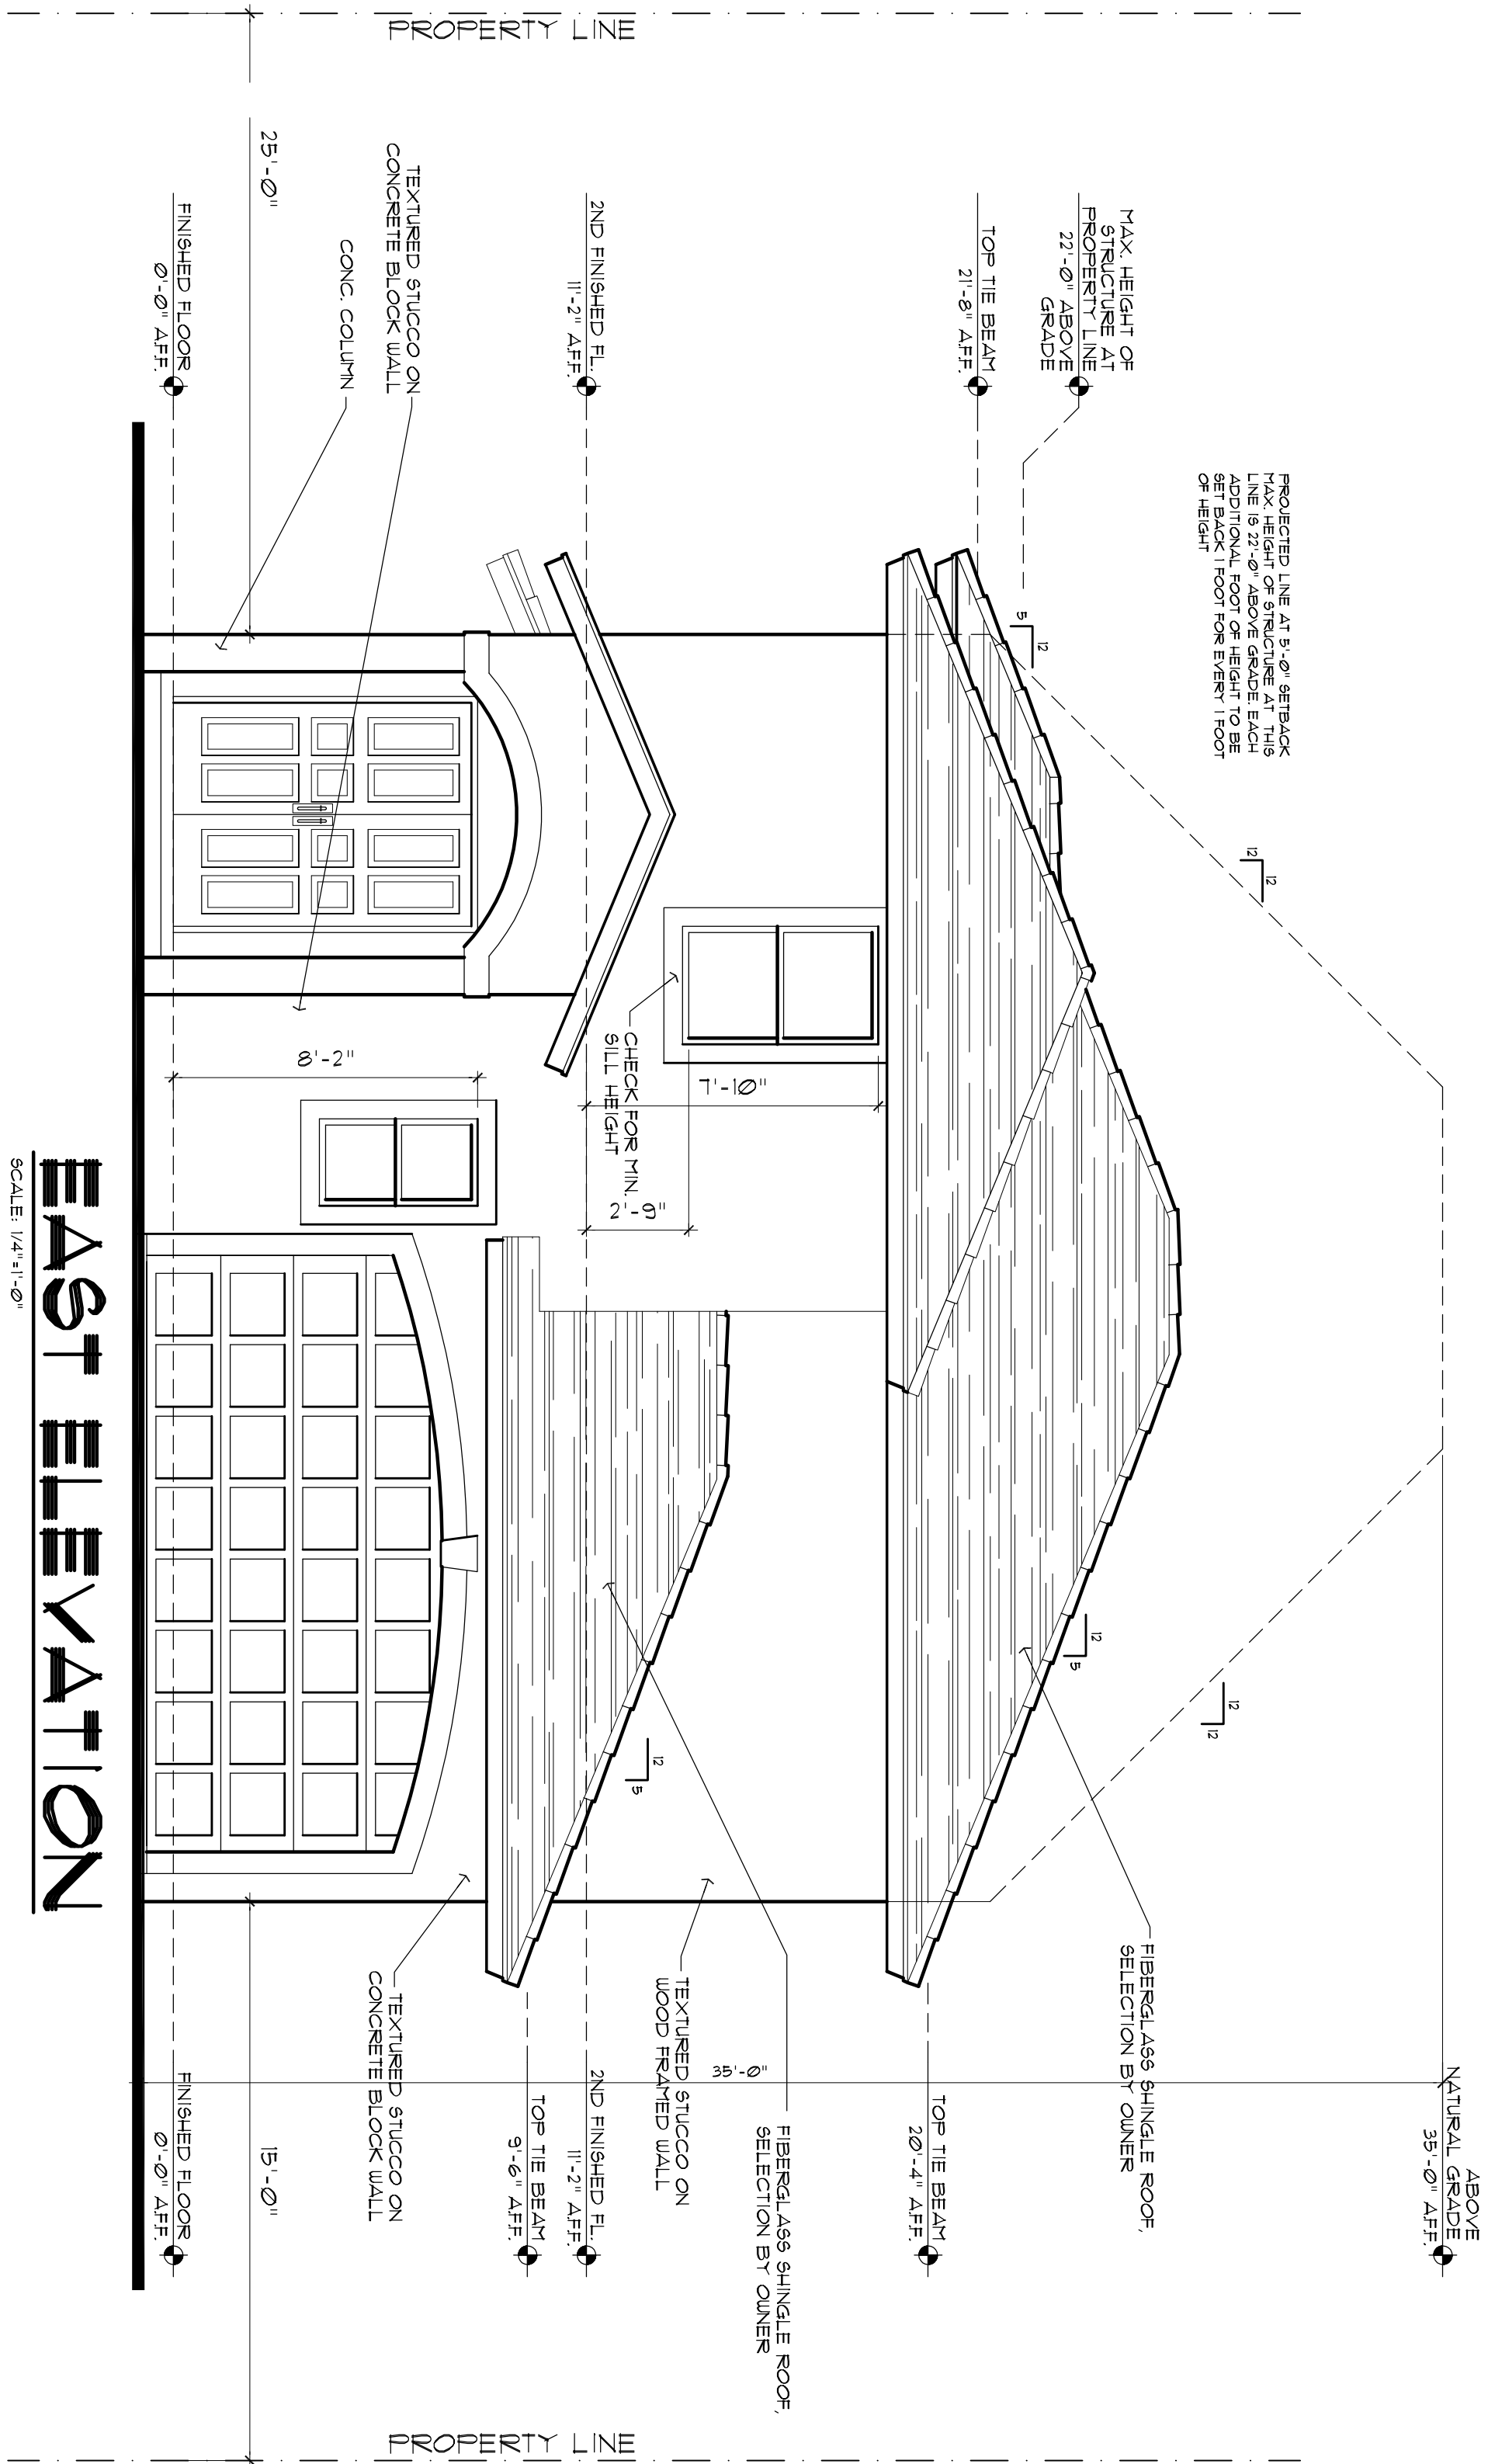 PROPERTY LINE
25'-0"
MAX. HEIGHT OF
STRUCTURE AT
PROPERTY LINE
22'-0" ABOVE
GRADE
TOP TIE BEAM
21'-8" A.F.F.
2ND FINISHED FL.
11'-2" A.F.F.
TEXTURED STUCCO ON
CONCRETE BLOCK WALL
CONC. COLUMN
FINISHED FLOOR
0'-0" A.F.F.
PROJECTED LINE AT 5'-0" SETBACK
MAX. HEIGHT OF STRUCTURE AT THIS
LINE IS 22'-0" ABOVE GRADE. EACH
ADDITIONAL FOOT OF HEIGHT TO BE
SET BACK 1 FOOT FOR EVERY 1 FOOT
OF HEIGHT
12
5
12
12
CHECK FOR MIN.
SILL HEIGHT
7'-10"
2'-9"
8'-2"
12
12
12
5
12
5
FIBERGLASS SHINGLE ROOF,
SELECTION BY OWNER
FIBERGLASS SHINGLE ROOF,
SELECTION BY OWNER
TEXTURED STUCCO ON
WOOD FRAMED WALL
TEXTURED STUCCO ON
CONCRETE BLOCK WALL
35'-0"
ABOVE
NATURAL GRADE
35'-0" A.F.F.
TOP TIE BEAM
20'-4" A.F.F.
2ND FINISHED FL.
11'-2" A.F.F.
TOP TIE BEAM
9'-6" A.F.F.
FINISHED FLOOR
0'-0" A.F.F.
15'-0"
PROPERTY LINE
EAST ELEVATION
SCALE: 1/4"=1'-0"